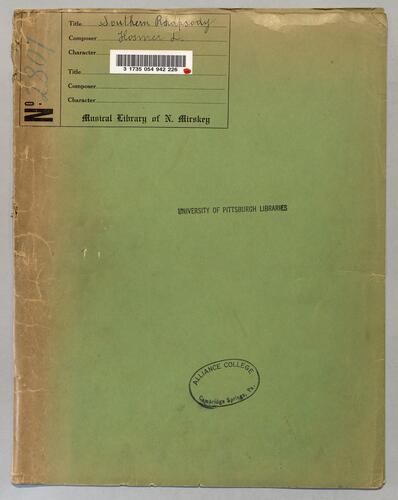 No. 2801
Title Southern Rhapsody
Composer Hosmer L.
Character
3 1735 054 942 226
Title
Composer
Character
Musical Library of N. Mirskey
UNIVERSITY OF PITTSBURGH LIBRARIES
ALLIANCE COLLEGE
Cambridge Springs, Pa.